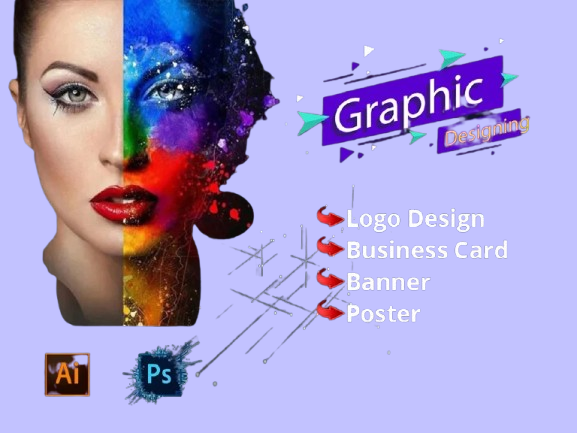 Graphic
Designing
Logo Design
Business Card
Banner
Poster
Ai
Ps